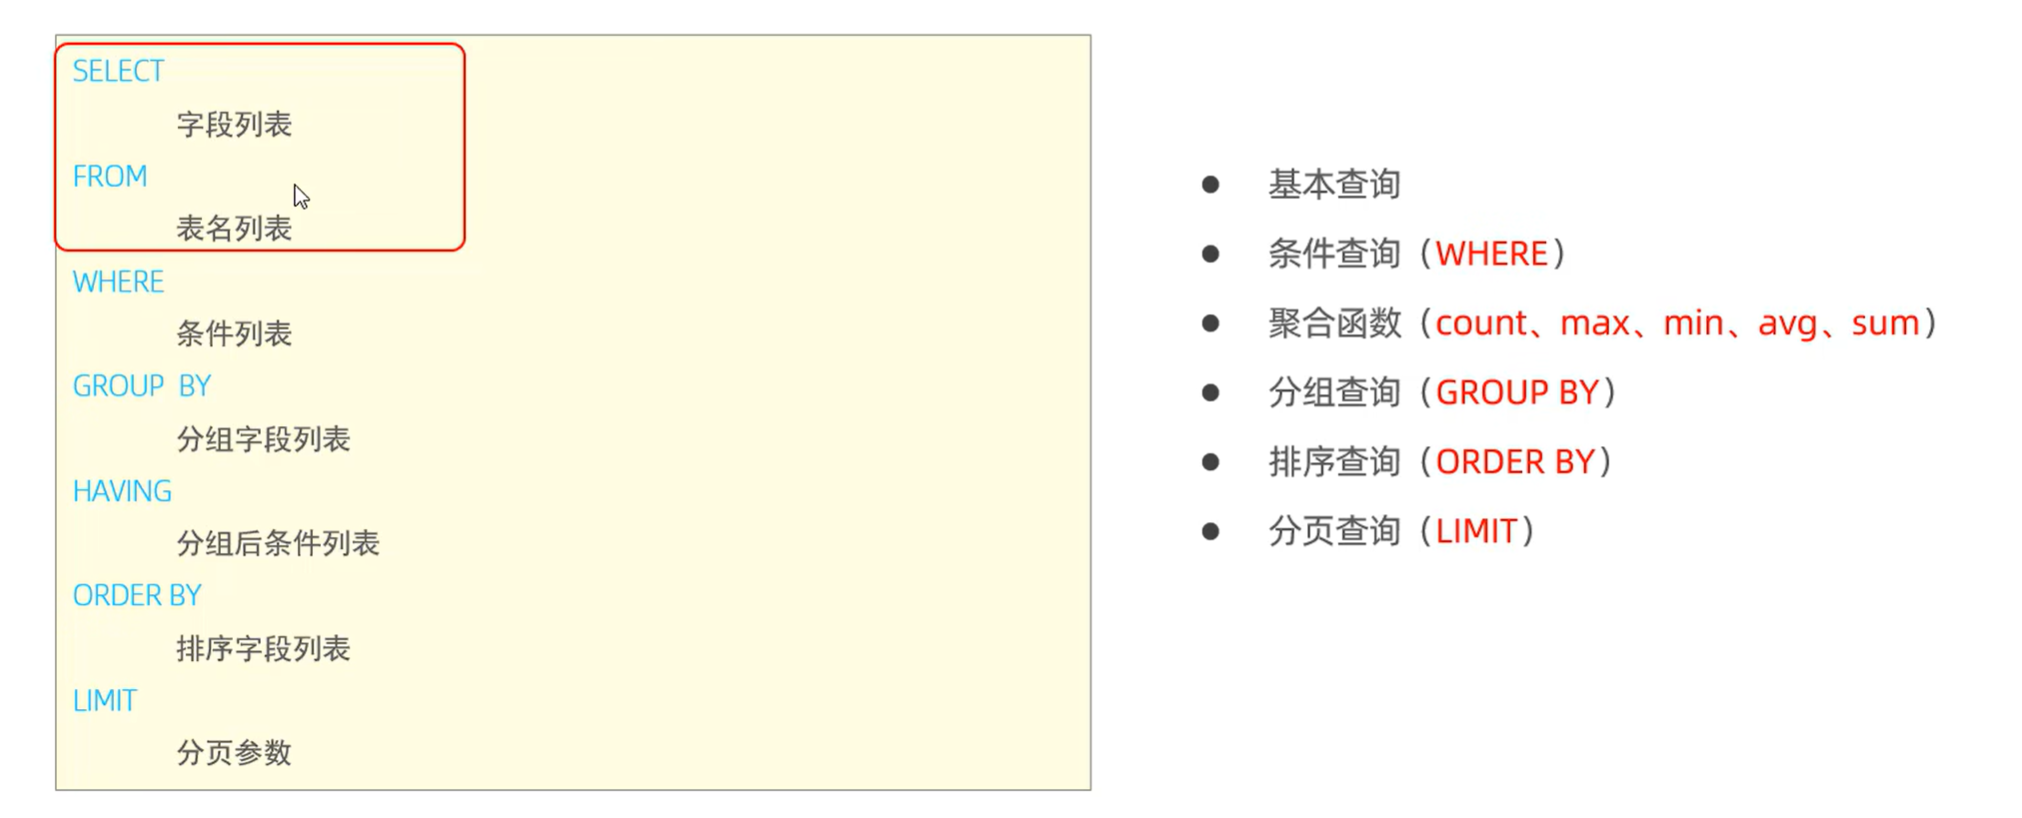 SELECT
字段列表
FROM
表名列表
WHERE
条件列表
GROUP  BY
分组字段列表
HAVING
分组后条件列表
ORDER BY
排序字段列表
LIMIT
分页参数
● 基本查询
● 条件查询（WHERE）
● 聚合函数（count、max、min、avg、sum）
● 分组查询（GROUP BY）
● 排序查询（ORDER BY）
● 分页查询（LIMIT）